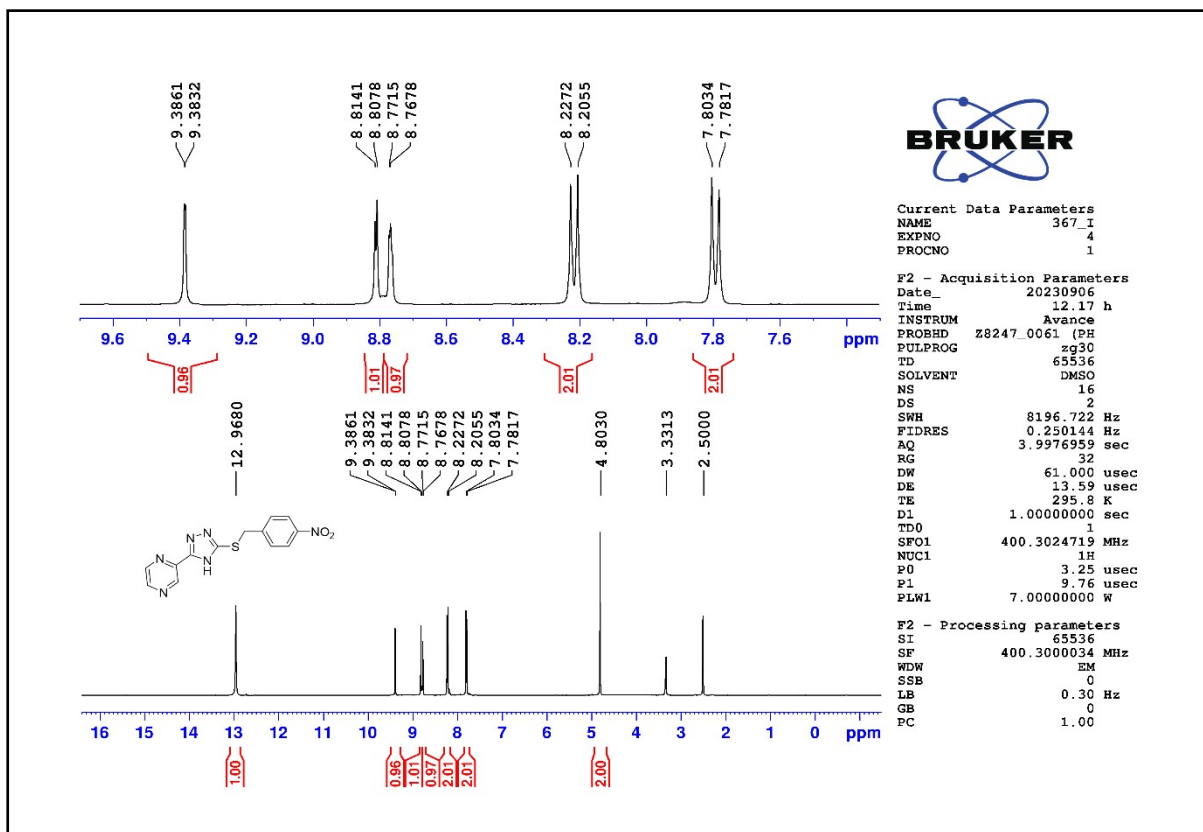 9.3861
9.3832
8.8141
8.8078
8.7715
8.7678
8.2272
8.2055
7.8034
7.7817
9.6 9.4 9.2 9.0 8.8 8.6 8.4 8.2 8.0 7.8 7.6 ppm
0.96 1.01 0.97 2.01 2.01
12.9680
9.3861
9.3832
8.8141
8.8078
8.7715
8.7678
8.2272
8.2055
7.8034
7.7817
4.8030
3.3313
2.5000
N N N H S NO2 N N
16 15 14 13 12 11 10 9 8 7 6 5 4 3 2 1 0 ppm
1.00 0.96 1.01 0.97 2.01 2.01 2.00
BRUKER
Current Data Parameters
NAME 367_I
EXPNO 4
PROCNO 1
F2 - Acquisition Parameters
Date_ 20230906
Time 12.17 h
INSTRUM Avance
PROBHD Z8247_0061 (PH
PULPROG zg30
TD 65536
SOLVENT DMSO
NS 16
DS 2
SWH 8196.722 Hz
FIDRES 0.250144 Hz
AQ 3.9976959 sec
RG 32
DW 61.000 usec
DE 13.59 usec
TE 295.8 K
D1 1.00000000 sec
TD0 1
SFO1 400.3024719 MHz
NUC1 1H
P0 3.25 usec
P1 9.76 usec
PLW1 7.00000000 W
F2 - Processing parameters
SI 65536
SF 400.3000034 MHz
WDW EM
SSB 0
LB 0.30 Hz
GB 0
PC 1.00